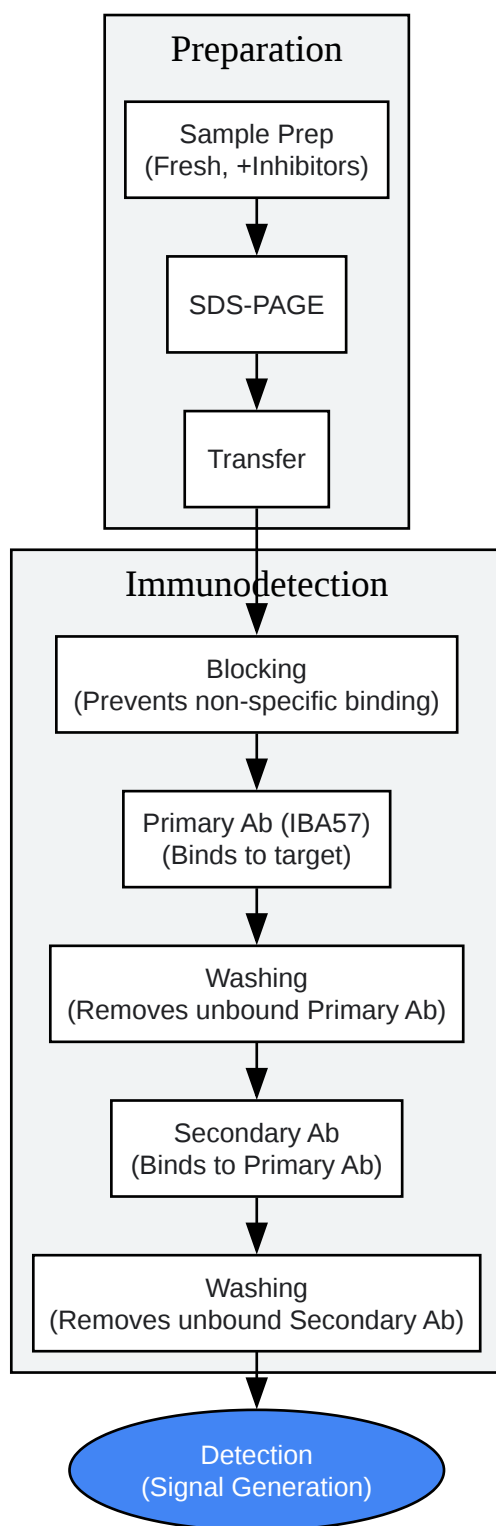 Preparation
Sample Prep
(Fresh, +Inhibitors)
SDS-PAGE
Transfer
Immunodetection
Blocking
(Prevents non-specific binding)
Primary Ab (IBA57)
(Binds to target)
Washing
(Removes unbound Primary Ab)
Secondary Ab
(Binds to Primary Ab)
Washing
(Removes unbound Secondary Ab)
Detection
(Signal Generation)